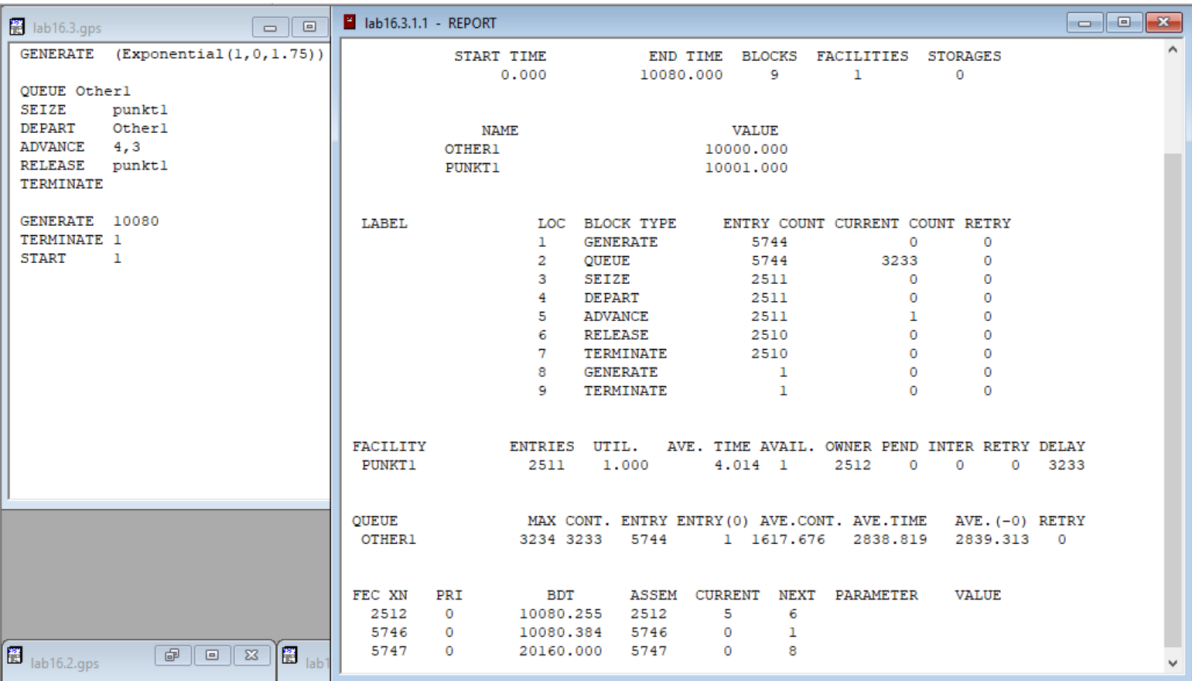 lab16.3.gps
GENERATE (Exponential(1,0,1.75))
QUEUE Other1
SEIZE punkt1
DEPART Other1
ADVANCE 4,3
RELEASE punkt1
TERMINATE
GENERATE 10080
TERMINATE 1
START 1
lab16.3.1.1 - REPORT
START TIME END TIME BLOCKS FACILITIES STORAGES
0.000 10080.000 9 1 0
NAME VALUE
OTHER1 10000.000
PUNKT1 10001.000
LABEL LOC BLOCK TYPE ENTRY COUNT CURRENT COUNT RETRY
1 GENERATE 5744 0 0
2 QUEUE 5744 3233 0
3 SEIZE 2511 0 0
4 DEPART 2511 0 0
5 ADVANCE 2511 1 0
6 RELEASE 2510 0 0
7 TERMINATE 2510 0 0
8 GENERATE 1 0 0
9 TERMINATE 1 0 0
FACILITY ENTRIES UTIL. AVE. TIME AVAIL. OWNER PEND INTER RETRY DELAY
PUNKT1 2511 1.000 4.014 1 2512 0 0 0 3233
QUEUE MAX CONT. ENTRY ENTRY(0) AVE.CONT. AVE.TIME AVE.(-0) RETRY
OTHER1 3234 3233 5744 1 1617.676 2838.819 2839.313 0
FEC XN PRI BDT ASSEM CURRENT NEXT PARAMETER VALUE
2512 0 10080.255 2512 5 6
5746 0 10080.384 5746 0 1
5747 0 20160.000 5747 0 8
lab16.2.gps
lab1